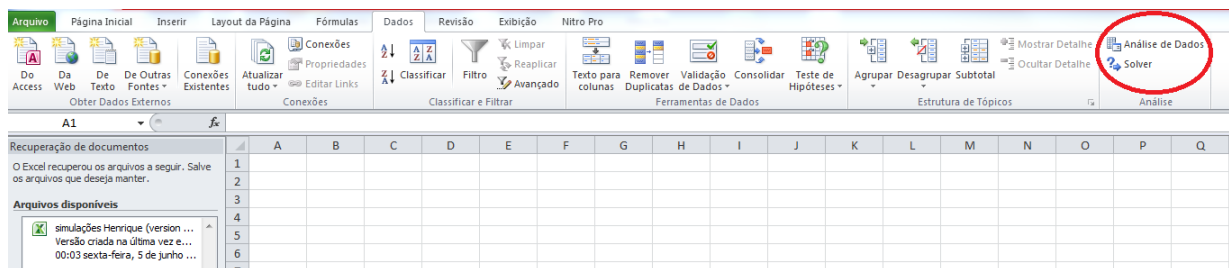 Arquivo Página Inicial Inserir Layout da Página Fórmulas Dados Revisão Exibição Nitro Pro
Do Access
Da Web
De Texto
De Outras Fontes
Conexões Existentes
Obter Dados Externos
Atualizar tudo
Conexões
Propriedades
Editar Links
Conexões
Classificar
Filtro
Limpar
Reaplicar
Avançado
Classificar e Filtrar
Texto para colunas
Remover Duplicatas
Validação de Dados
Consolidar
Teste de Hipóteses
Ferramentas de Dados
Agrupar
Desagrupar
Subtotal
Mostrar Detalhe
Ocultar Detalhe
Estrutura de Tópicos
Análise de Dados
Solver
Análise
A1 fx
Recuperação de documentos
O Excel recuperou os arquivos a seguir. Salve
os arquivos que deseja manter.
Arquivos disponíveis
simulações Henrique (version ...
Versão criada na última vez e...
00:03 sexta-feira, 5 de junho ...
A B C D E F G H I J K L M N O P Q
1
2
3
4
5
6